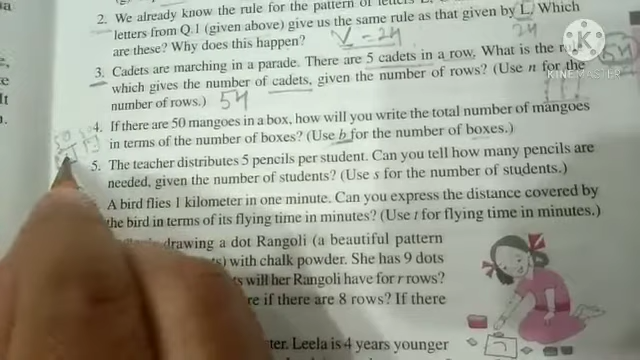 2. We already know the rule for the pattern of letters L,
letters from Q.1 (given above) give us the same rule as that given by L. Which
are these? Why does this happen?
V – 2n
3. Cadets are marching in a parade. There are 5 cadets in a row. What is the
which gives the number of cadets, given the number of rows? (Use n for the
number of rows.) 5n
4. If there are 50 mangoes in a box, how will you write the total number of mangoes
in terms of the number of boxes? (Use b for the number of boxes.)
5. The teacher distributes 5 pencils per student. Can you tell how many pencils are
needed, given the number of students? (Use s for the number of students.)
A bird flies 1 kilometer in one minute. Can you express the distance covered by
the bird in terms of its flying time in minutes? (Use t for flying time in minutes.)
drawing a dot Rangoli (a beautiful pattern
with chalk powder. She has 9 dots
will her Rangoli have for r rows?
if there are 8 rows? If there
Leela is 4 years younger
Made with
KINEMASTER